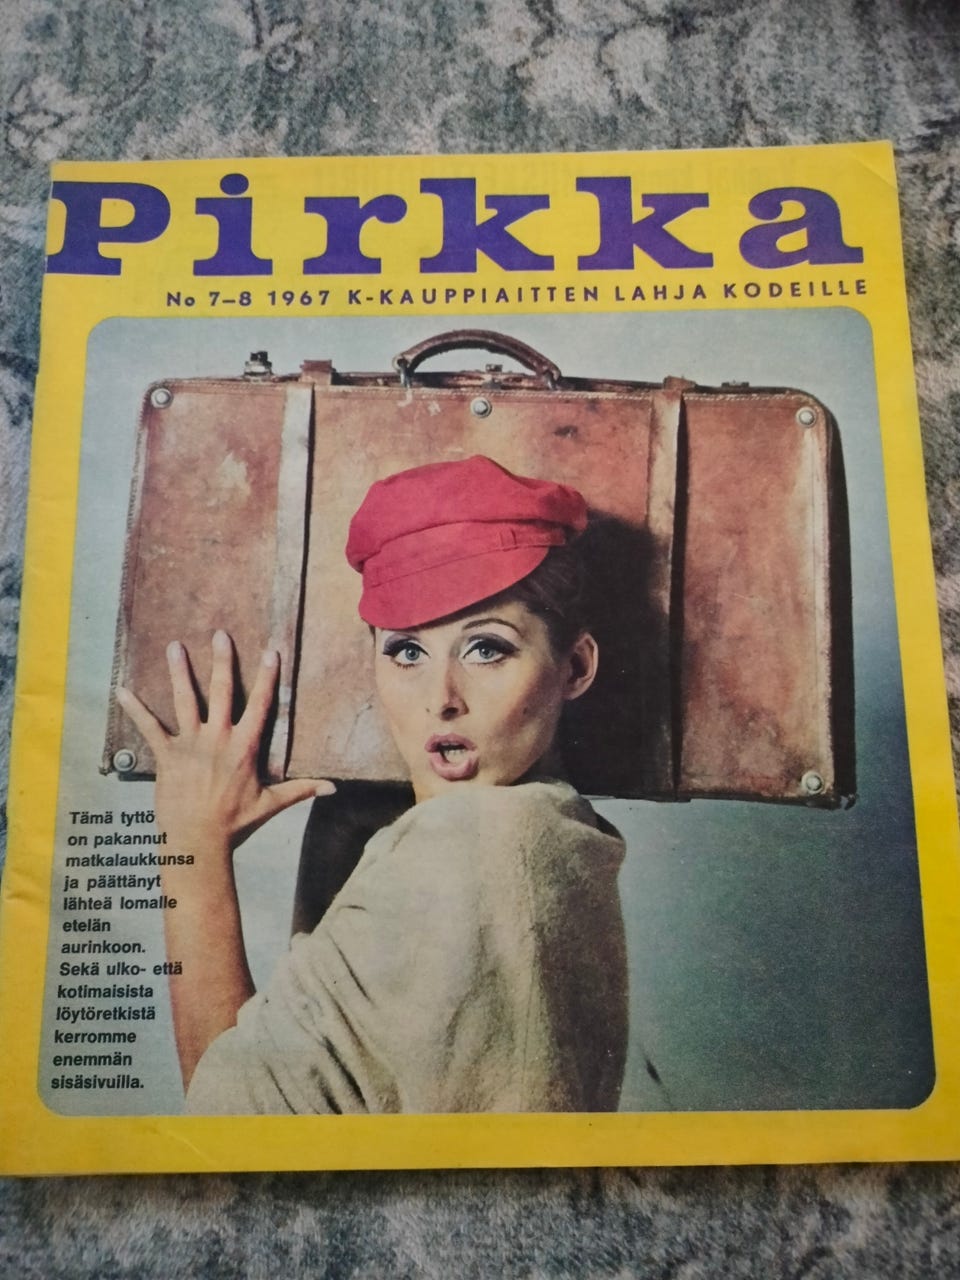 Pirkka
No 7–8 1967 K-KAUPPIAITTEN LAHJA KODEILLE
Tämä tyttö
on pakannut
matkalaukkunsa
ja päättänyt
lähteä lomalle
etelän
aurinkoon.
Sekä ulko- että
kotimaisista
löytöretkistä
kerromme
enemmän
sisäsivuilla.